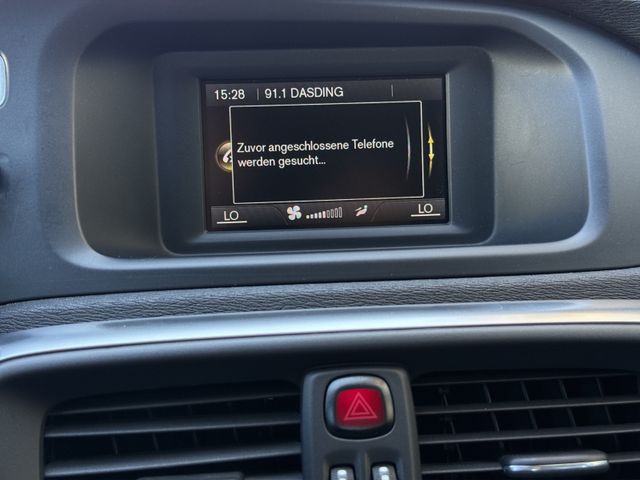 15:28 | 91.1 DASDING
Zuvor angeschlossene Telefone
werden gesucht...
LO LO